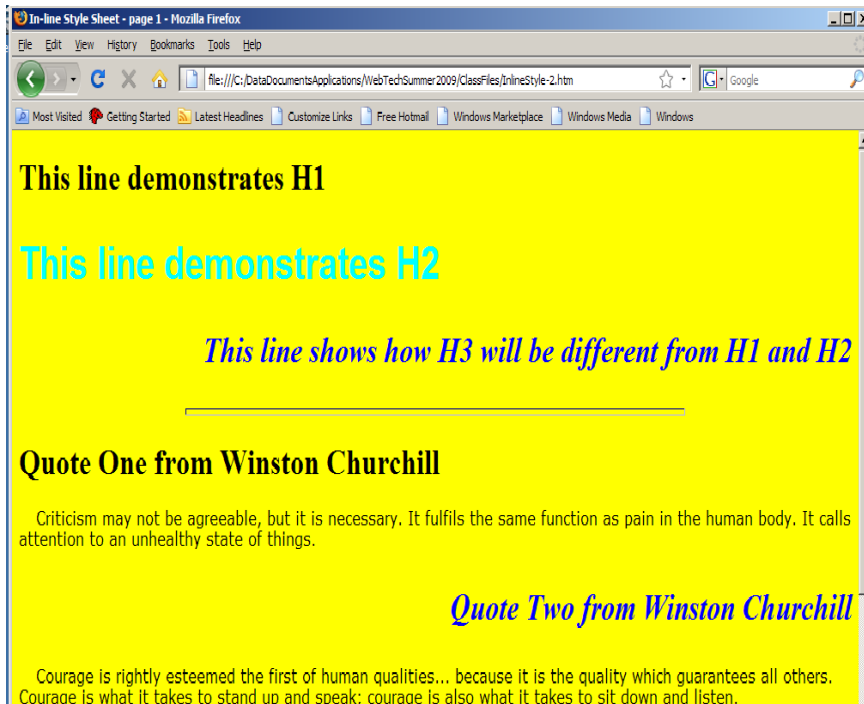 In-line Style Sheet - page 1 - Mozilla Firefox
File Edit View History Bookmarks Tools Help
file:///C:/DataDocumentsApplications/WebTechSummer2009/ClassFiles/InlineStyle-2.htm G Google
Most Visited Getting Started Latest Headlines Customize Links Free Hotmail Windows Marketplace Windows Media Windows
This line demonstrates H1
This line demonstrates H2
This line shows how H3 will be different from H1 and H2
Quote One from Winston Churchill
Criticism may not be agreeable, but it is necessary. It fulfils the same function as pain in the human body. It calls
attention to an unhealthy state of things.
Quote Two from Winston Churchill
Courage is rightly esteemed the first of human qualities... because it is the quality which guarantees all others.
Courage is what it takes to stand up and speak; courage is also what it takes to sit down and listen.